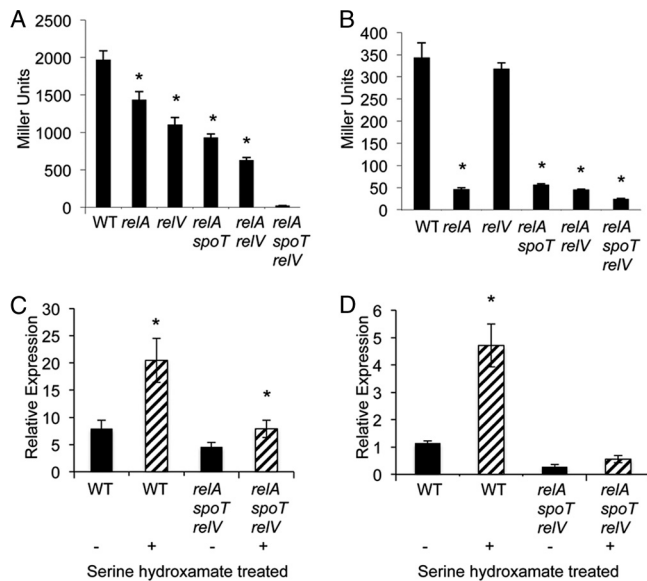 A
2500
2000
1500
1000
500
0
Miller Units
* * * *
WT relA relV relA relA relA
spoT relV spoT
relV
B
400
350
300
250
200
150
100
50
0
Miller Units
* * * *
WT relA relV relA relA relA
spoT relV spoT
relV
C
30
25
20
15
10
5
0
Relative Expression
* *
WT WT relA relA
spoT spoT
relV relV
- + - +
Serine hydroxamate treated
D
6
5
4
3
2
1
0
Relative Expression
*
WT WT relA relA
spoT spoT
relV relV
- + - +
Serine hydroxamate treated